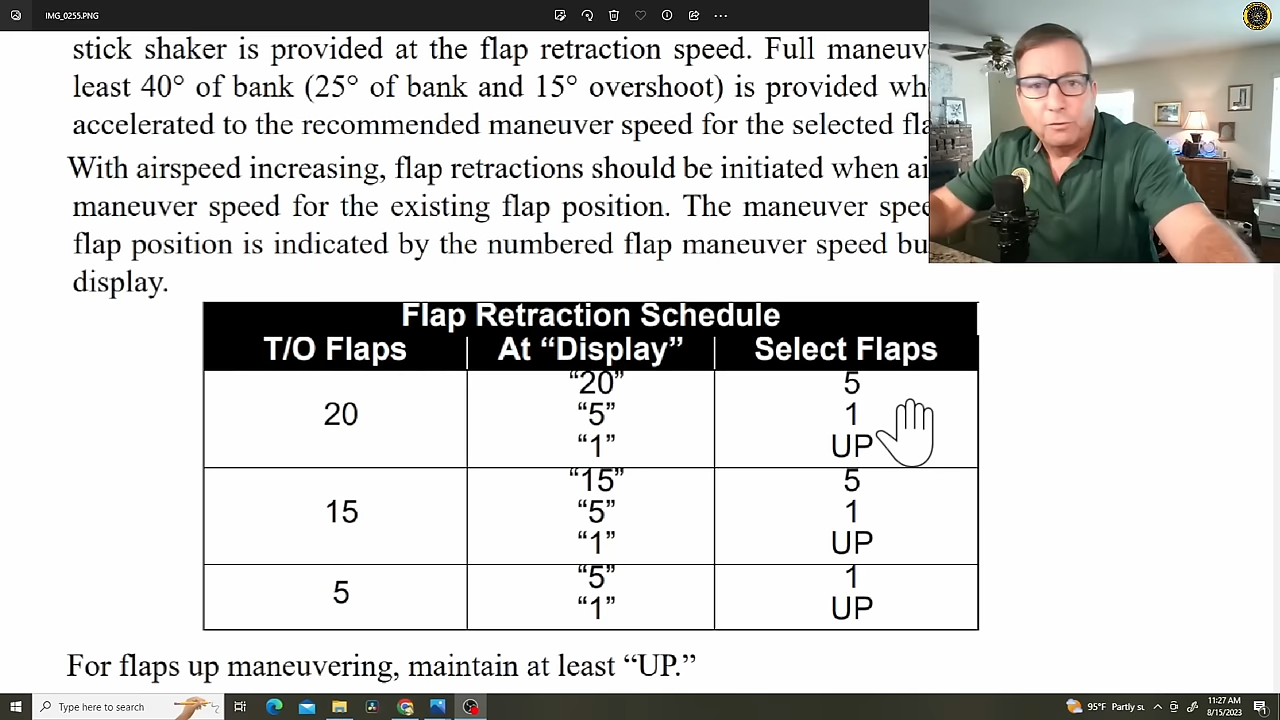 IMG_0255.PNG
stick shaker is provided at the flap retraction speed. Full maneuv
least 40° of bank (25° of bank and 15° overshoot) is provided wh
accelerated to the recommended maneuver speed for the selected fla
With airspeed increasing, flap retractions should be initiated when ai
maneuver speed for the existing flap position. The maneuver spee
flap position is indicated by the numbered flap maneuver speed bu
display.
Flap Retraction Schedule
T/O Flaps At “Display” Select Flaps
20
“20” 5
“5” 1
“1” UP
15
“15” 5
“5” 1
“1” UP
5
“5” 1
“1” UP
For flaps up maneuvering, maintain at least “UP.”
Type here to search
95°F Partly su
11:27 AM
8/15/2023